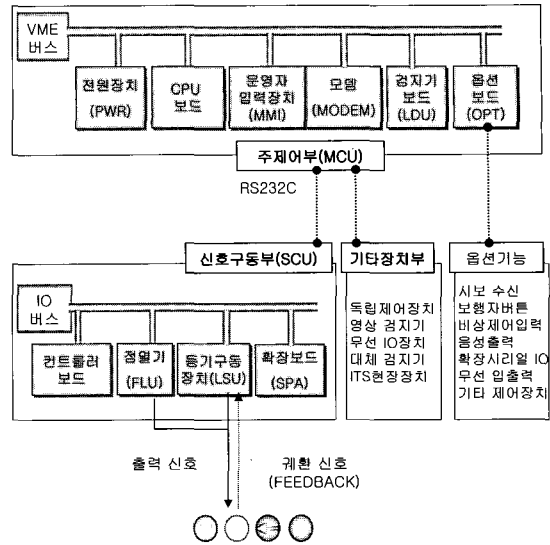 VME
버스
전원장치
(PWR)
CPU
보드
운영자
입력장치
(MMI)
모뎀
(MODEM)
검지기
보드
(LDU)
옵션
보드
(OPT)
주제어부(MCU)
RS232C
신호구동부(SCU)
기타장치부
옵션기능
IO
버스
컨트롤러
보드
점멸기
(FLU)
등기구동
장치(LSU)
확장보드
(SPA)
독립제어장치
영상 검지기
무선 IO장치
대체 검지기
ITS현장장치
시보 수신
보행자버튼
비상제어입력
음성출력
확장시리얼 IO
무선 입출력
기타 제어장치
출력 신호
궤환 신호
(FEEDBACK)